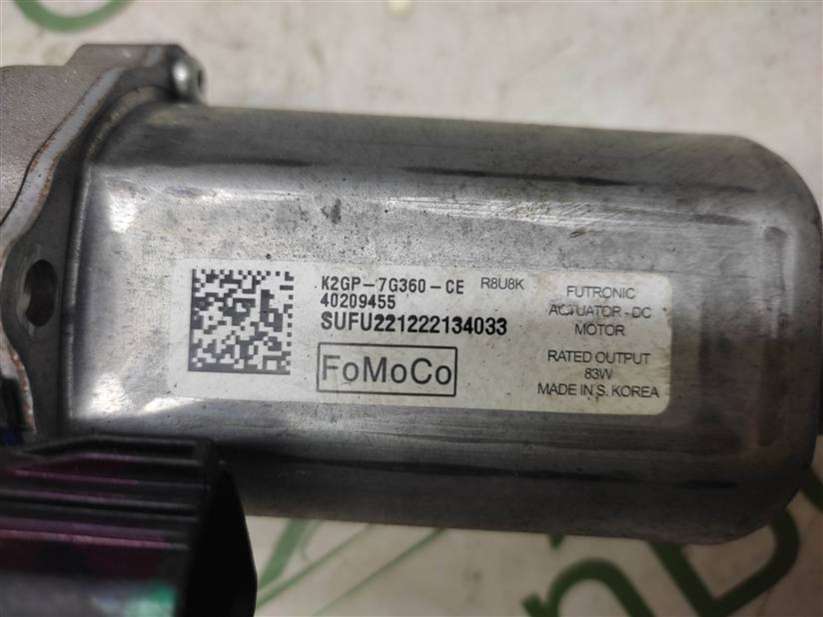 K2GP-7G360-CE R8U8K
40209455
SUFU221222134033
FoMoCo
FUTRONIC
ACTUATOR - DC
MOTOR
RATED OUTPUT
83W
MADE IN S. KOREA